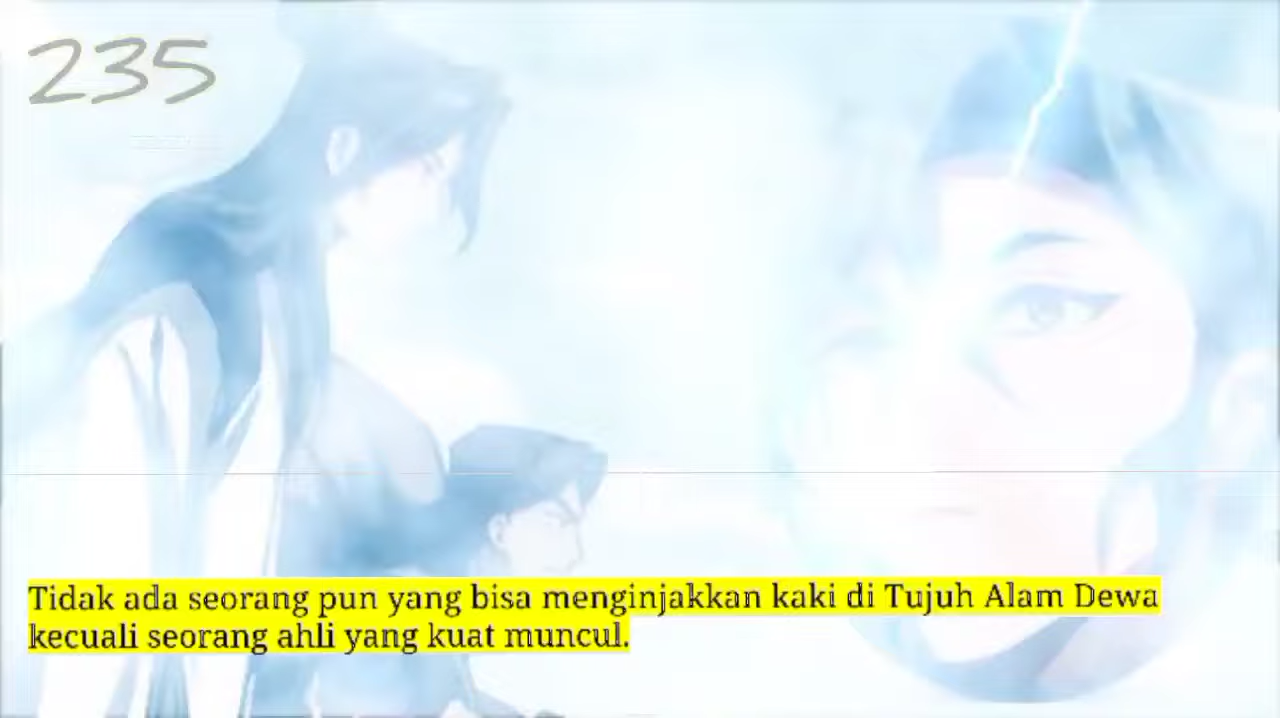 235
Tidak ada seorang pun yang bisa menginjakkan kaki di Tujuh Alam Dewa
kecuali seorang ahli yang kuat muncul.